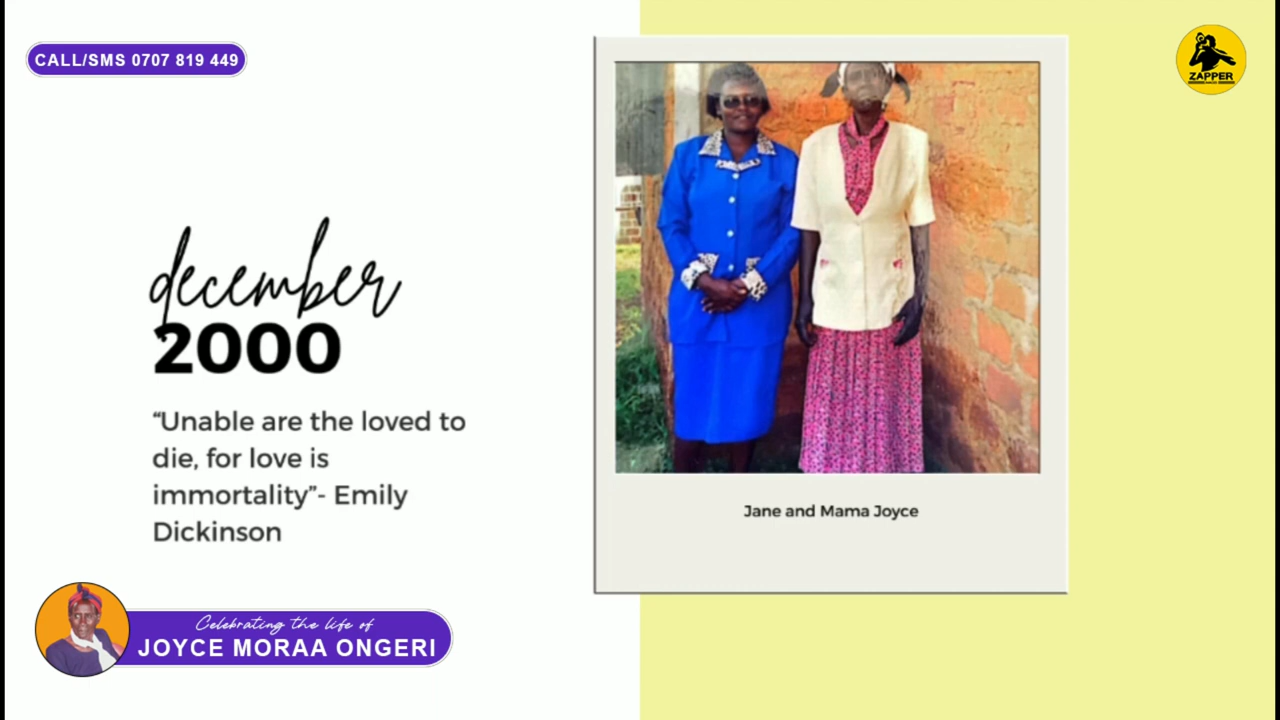 CALL/SMS 0707 819 449
ZAPPER
december
2000
“Unable are the loved to
die, for love is
immortality”- Emily
Dickinson
Jane and Mama Joyce
Celebrating the life of
JOYCE MORAA ONGERI